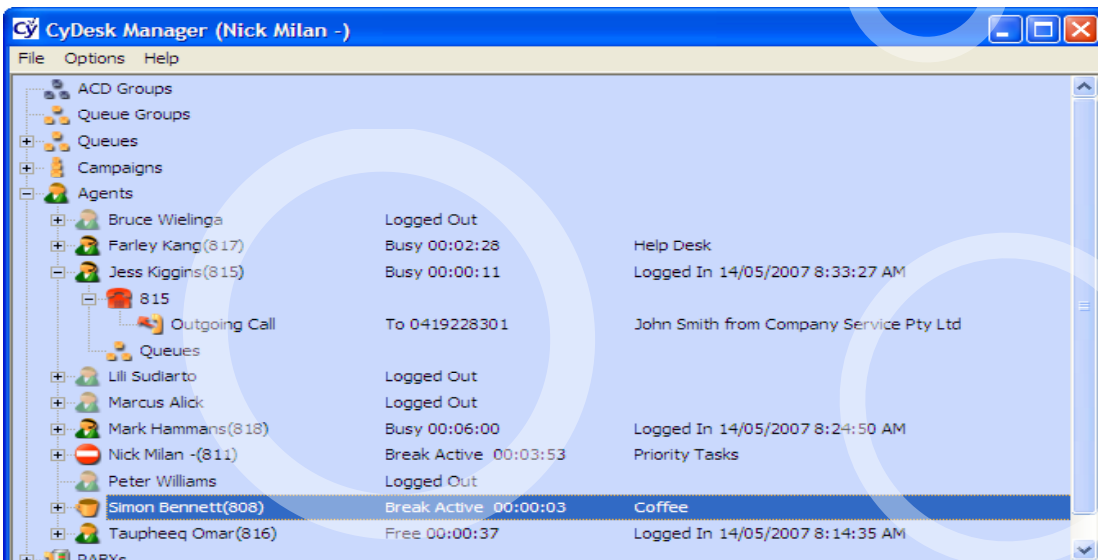 Cy CyDesk Manager (Nick Milan -)
File Options Help
ACD Groups
Queue Groups
Queues
Campaigns
Agents
Bruce Wielinga Logged Out
Farley Kang(817) Busy 00:02:28 Help Desk
Jess Kiggins(815) Busy 00:00:11 Logged In 14/05/2007 8:33:27 AM
815
Outgoing Call To 0419228301 John Smith from Company Service Pty Ltd
Queues
Lili Sudiarto Logged Out
Marcus Alick Logged Out
Mark Hammans(818) Busy 00:06:00 Logged In 14/05/2007 8:24:50 AM
Nick Milan -(811) Break Active 00:03:53 Priority Tasks
Peter Williams Logged Out
Simon Bennett(808) Break Active 00:00:03 Coffee
Taupheeq Omar(816) Free 00:00:37 Logged In 14/05/2007 8:14:35 AM
PABXs